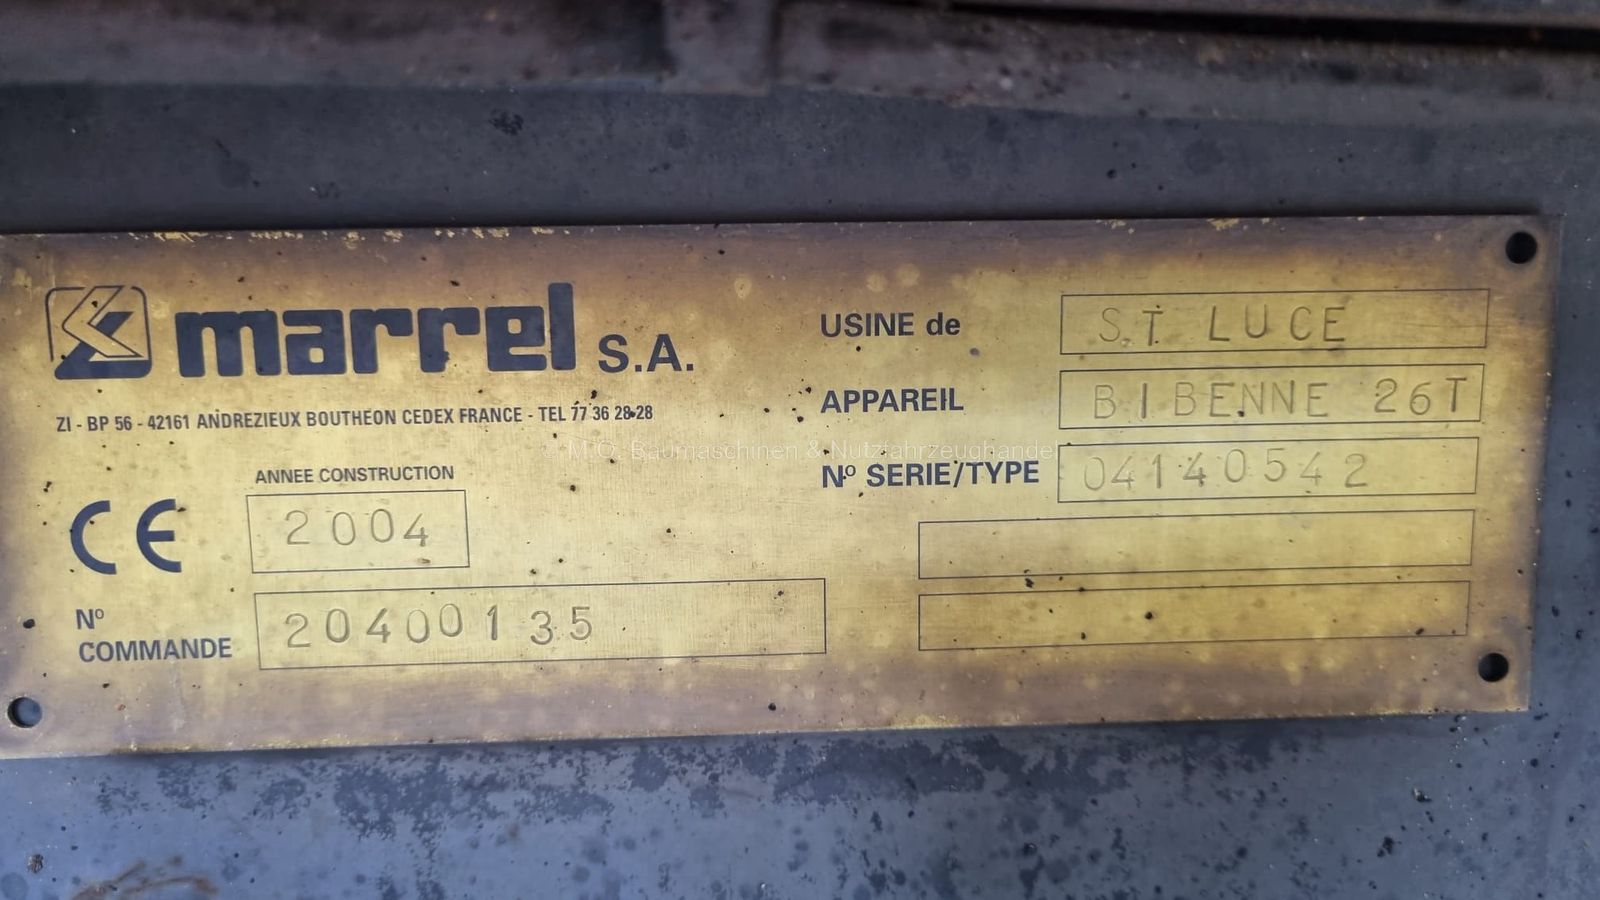 marrel S.A.
ZI - BP 56 - 42161 ANDREZIEUX BOUTHEON CEDEX FRANCE - TEL 77 36 28 28
ANNEE CONSTRUCTION
CE 2004
N° COMMANDE 20400135
USINE de S.T LUCE
APPAREIL BIBENNE 26T
© M.O. Baumaschinen & Nutzfahrzeughandel
N° SERIE/TYPE 04140542